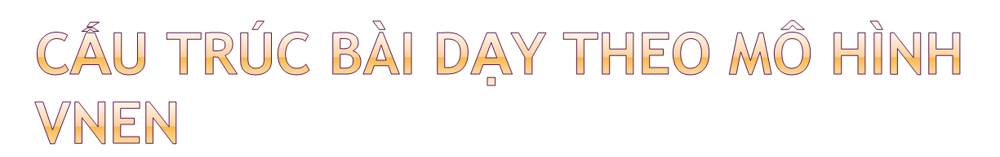 CẤU TRÚC BÀI DẠY THEO MÔ HÌNH
VNEN